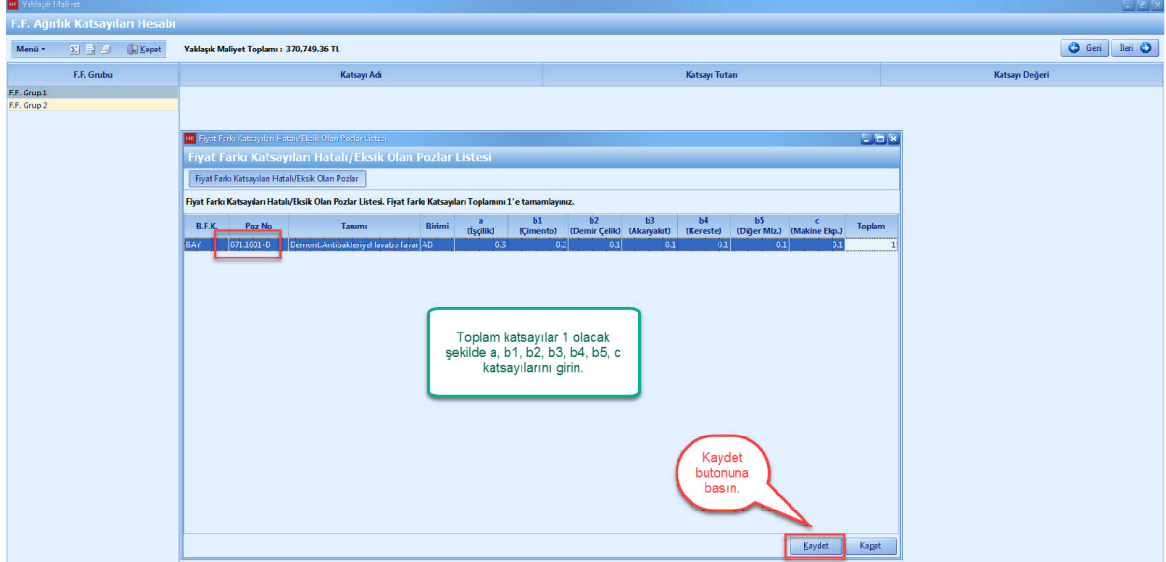 Yaklaşık Maliyet
F.F. Ağırlık Katsayıları Hesabı
Menü Kapat Yaklaşık Maliyet Toplamı : 370,749.36 TL Geri İleri
F.F. Grubu Katsayı Adı Katsayı Tutarı Katsayı Değeri
F.F. Grup 1
F.F. Grup 2
HK Fiyat Farkı Katsayıları Hatalı/Eksik Olan Pozlar Listesi
Fiyat Farkı Katsayıları Hatalı/Eksik Olan Pozlar Listesi
Fiyat Farkı Katsayıları Hatalı/Eksik Olan Pozlar
Fiyat Farkı Katsayıları Hatalı/Eksik Olan Pozlar Listesi. Fiyat Farkı Katsayıları Toplamını 1'e tamamlayınız.
B.F.K. Poz No Tanımı Birimi a (İşçilik) b1 (Çimento) b2 (Demir Çelik) b3 (Akaryakıt) b4 (Kereste) b5 (Diğer Mlz.) c (Makine Ekp.) Toplam
BAY 071.1031-D AD 0.3 0.2 0.1 0.1 0.1 0.1 0.1 1
Toplam katsayılar 1 olacak
şekilde a, b1, b2, b3, b4, b5, c
katsayılarını girin.
Kaydet
butonuna
basın.
Kaydet Kapat